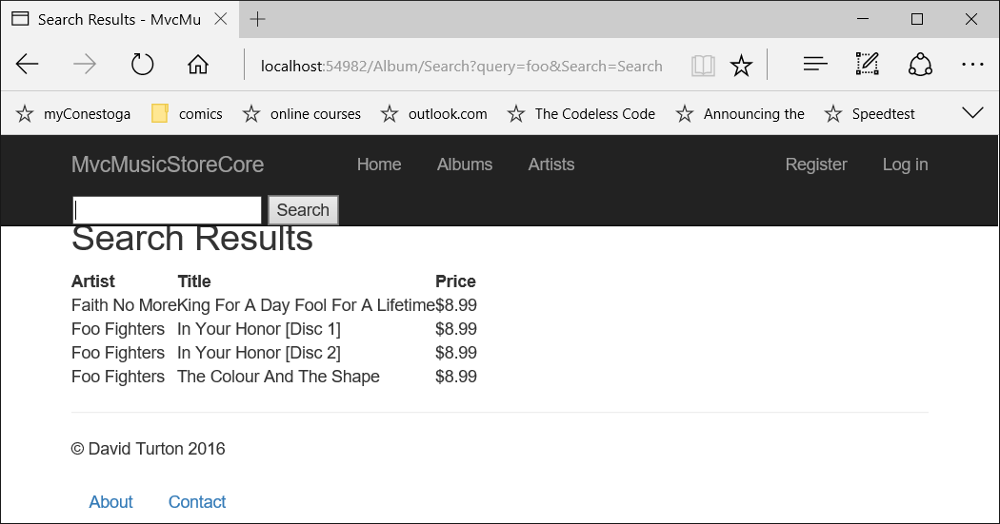 Search Results - MvcMu
localhost:54982/Album/Search?query=foo&Search=Search
myConestoga comics online courses outlook.com The Codeless Code Announcing the Speedtest
MvcMusicStoreCore Home Albums Artists Register Log in
Search
Search Results
Artist Title Price
Faith No More King For A Day Fool For A Lifetime $8.99
Foo Fighters In Your Honor [Disc 1] $8.99
Foo Fighters In Your Honor [Disc 2] $8.99
Foo Fighters The Colour And The Shape $8.99
© David Turton 2016
About Contact